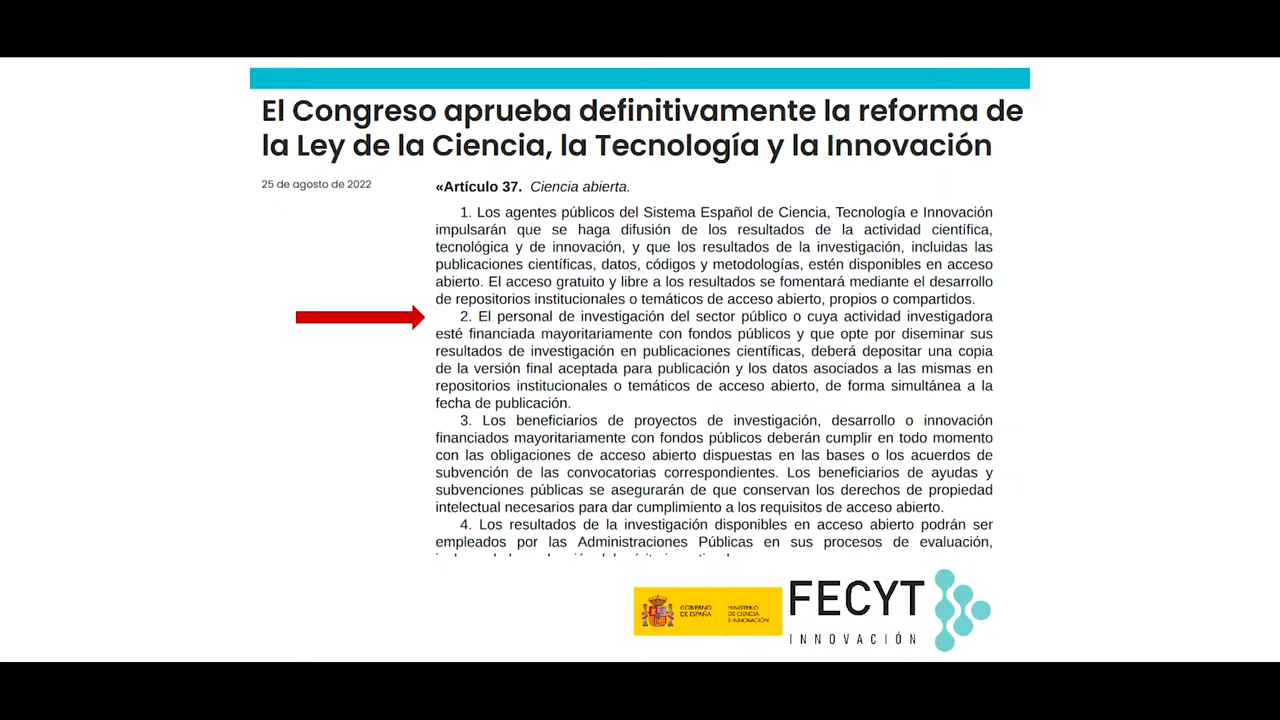 El Congreso aprueba definitivamente la reforma de
la Ley de la Ciencia, la Tecnología y la Innovación
25 de agosto de 2022
«Artículo 37. Ciencia abierta.
1. Los agentes públicos del Sistema Español de Ciencia, Tecnología e Innovación
impulsarán que se haga difusión de los resultados de la actividad científica,
tecnológica y de innovación, y que los resultados de la investigación, incluidas las
publicaciones científicas, datos, códigos y metodologías, estén disponibles en acceso
abierto. El acceso gratuito y libre a los resultados se fomentará mediante el desarrollo
de repositorios institucionales o temáticos de acceso abierto, propios o compartidos.
2. El personal de investigación del sector público o cuya actividad investigadora
esté financiada mayoritariamente con fondos públicos y que opte por diseminar sus
resultados de investigación en publicaciones científicas, deberá depositar una copia
de la versión final aceptada para publicación y los datos asociados a las mismas en
repositorios institucionales o temáticos de acceso abierto, de forma simultánea a la
fecha de publicación.
3. Los beneficiarios de proyectos de investigación, desarrollo o innovación
financiados mayoritariamente con fondos públicos deberán cumplir en todo momento
con las obligaciones de acceso abierto dispuestas en las bases o los acuerdos de
subvención de las convocatorias correspondientes. Los beneficiarios de ayudas y
subvenciones públicas se asegurarán de que conservan los derechos de propiedad
intelectual necesarios para dar cumplimiento a los requisitos de acceso abierto.
4. Los resultados de la investigación disponibles en acceso abierto podrán ser
empleados por las Administraciones Públicas en sus procesos de evaluación,
GOBIERNO
DE ESPAÑA
MINISTERIO
DE CIENCIA
E INNOVACIÓN
FECYT
INNOVACIÓN